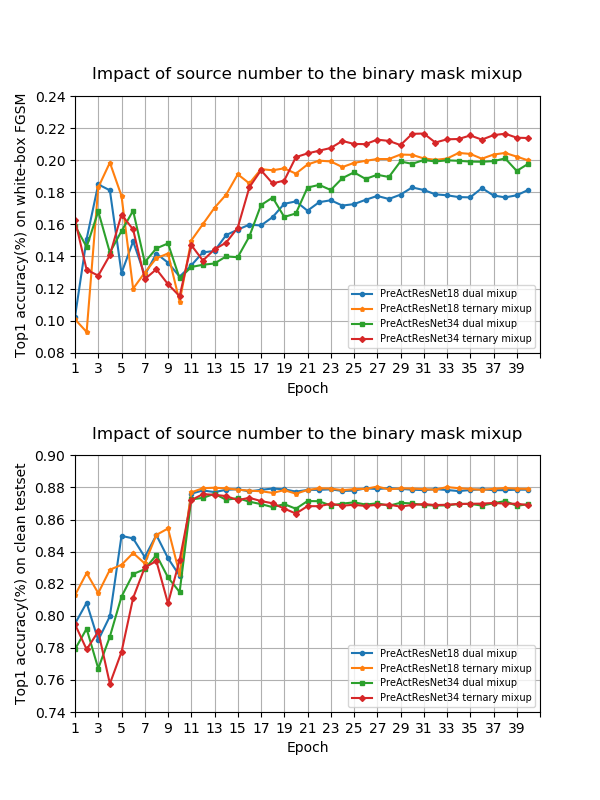 Impact of source number to the binary mask mixup
Top1 accuracy(%) on white-box FGSM
0.24
0.22
0.20
0.18
0.16
0.14
0.12
0.10
0.08
PreActResNet18 dual mixup
PreActResNet18 ternary mixup
PreActResNet34 dual mixup
PreActResNet34 ternary mixup
1 3 5 7 9 11 13 15 17 19 21 23 25 27 29 31 33 35 37 39
Epoch
Impact of source number to the binary mask mixup
Top1 accuracy(%) on clean testset
0.90
0.88
0.86
0.84
0.82
0.80
0.78
0.76
0.74
PreActResNet18 dual mixup
PreActResNet18 ternary mixup
PreActResNet34 dual mixup
PreActResNet34 ternary mixup
1 3 5 7 9 11 13 15 17 19 21 23 25 27 29 31 33 35 37 39
Epoch